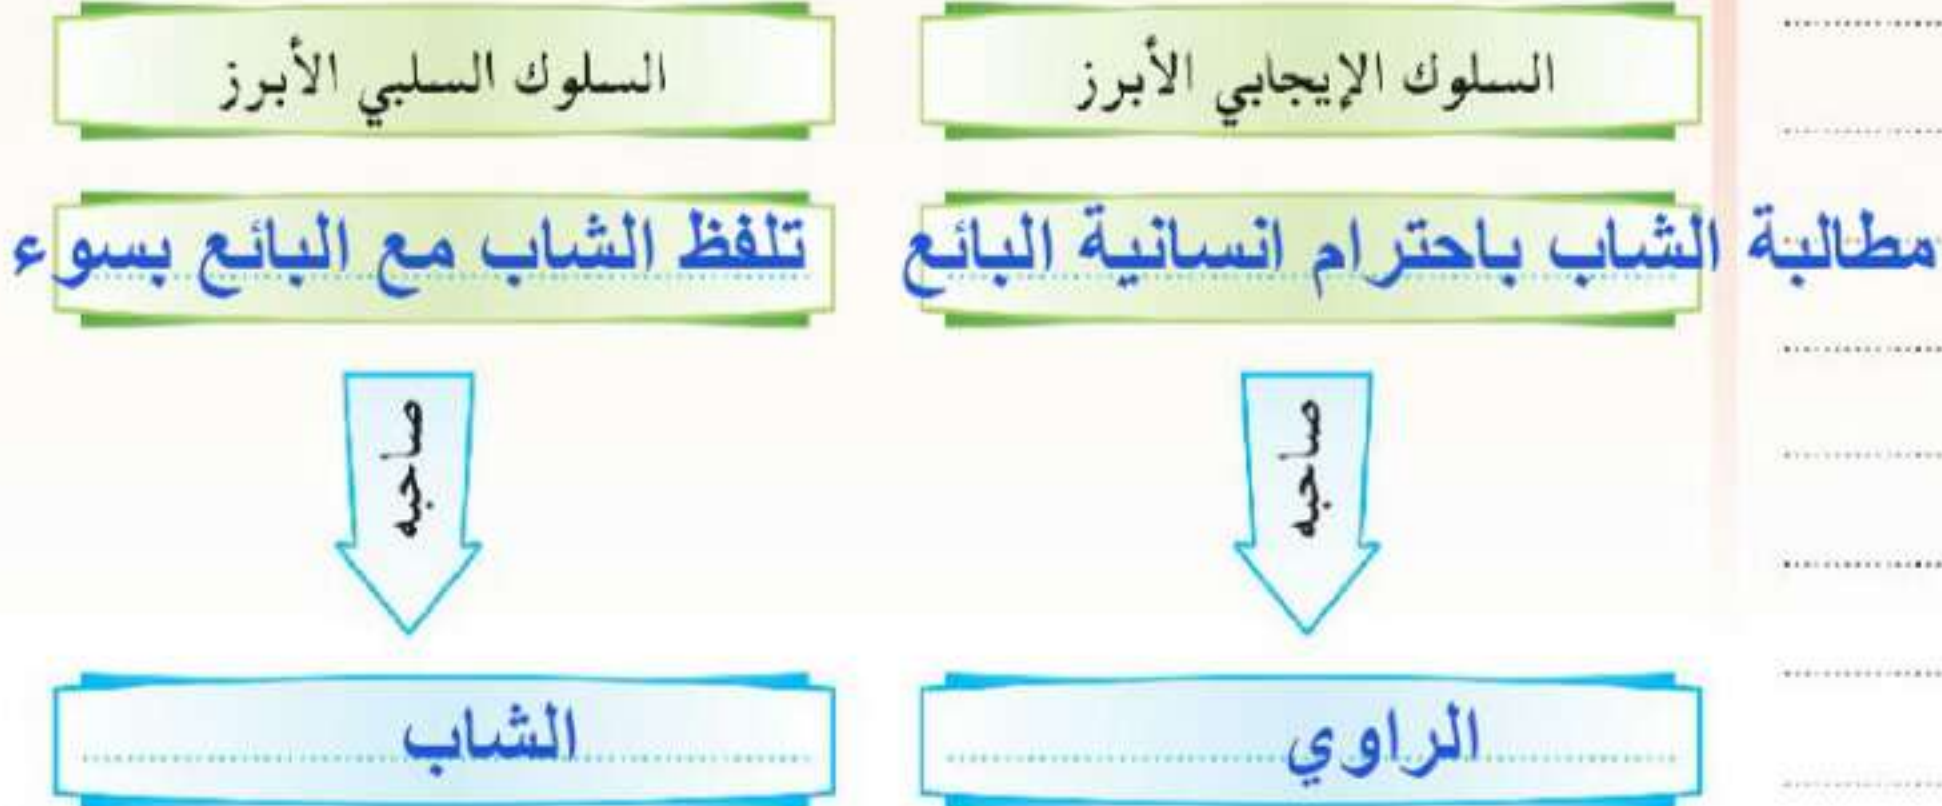 السلوك الإيجابي الأبرز
السلوك السلبي الأبرز
مطالبة الشاب باحترام انسانية البائع
تلفظ الشاب مع البائع بسوء
صاحبه
صاحبه
الراوي
الشاب